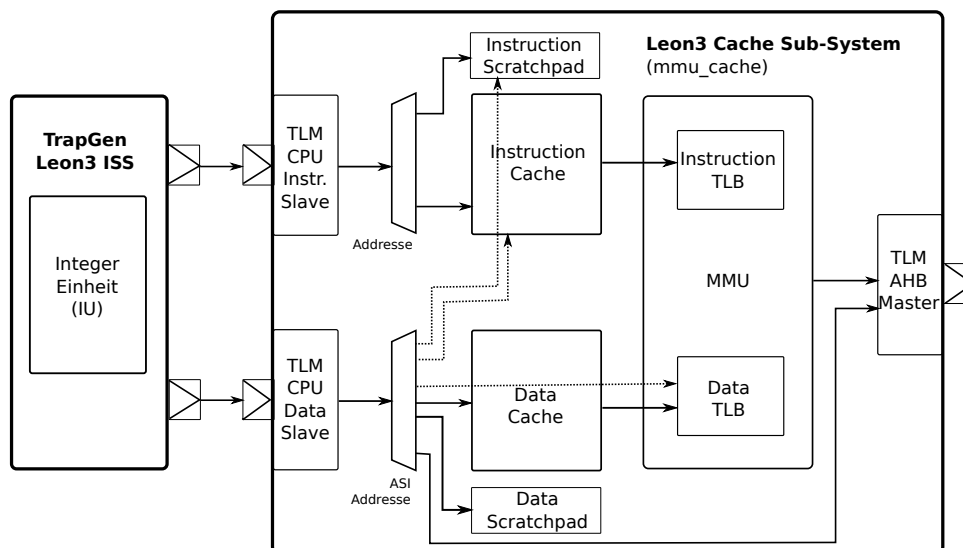 TrapGen
Leon3 ISS
Integer
Einheit
(IU)
TLM
CPU
Instr.
Slave
Addresse
Instruction
Scratchpad
Instruction
Cache
Leon3 Cache Sub-System
(mmu_cache)
Instruction
TLB
MMU
TLM
AHB
Master
TLM
CPU
Data
Slave
ASI
Addresse
Data
Cache
Data
TLB
Data
Scratchpad